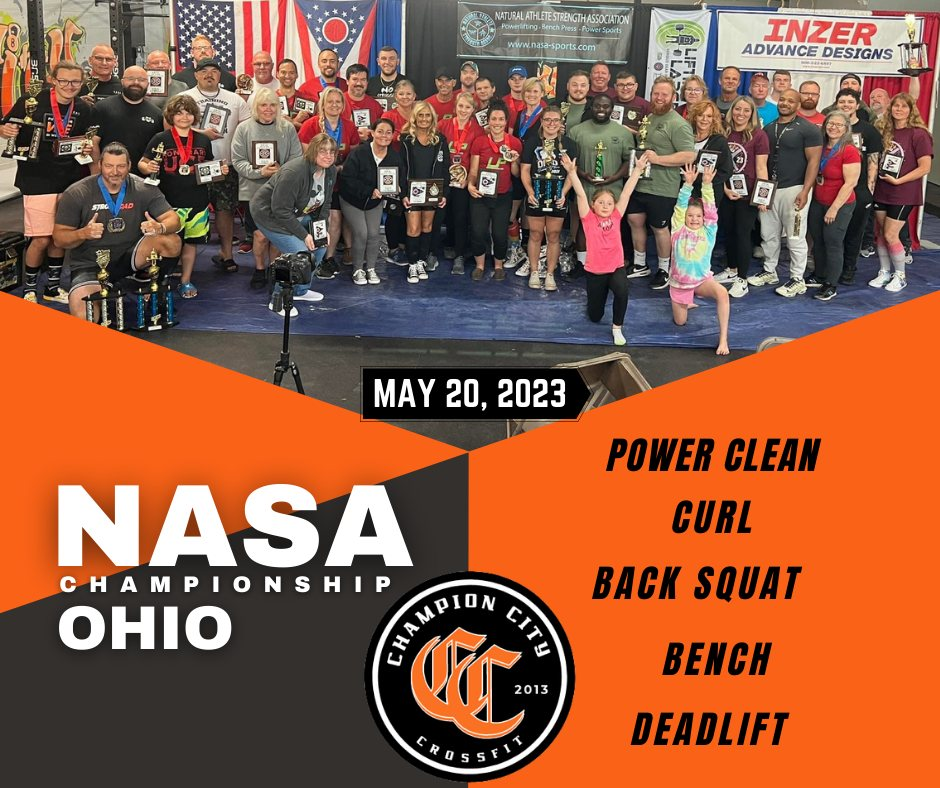 NATURAL ATHLETE STRENGTH ASSOCIATION
Powerlifting - Bench Press - Power Sports
www.nasa-sports.com
INZER
ADVANCE DESIGNS
MAY 20, 2023
NASA
CHAMPIONSHIP
OHIO
POWER CLEAN
CURL
BACK SQUAT
BENCH
DEADLIFT
CHAMPION CITY
CC
2013
CROSSFIT